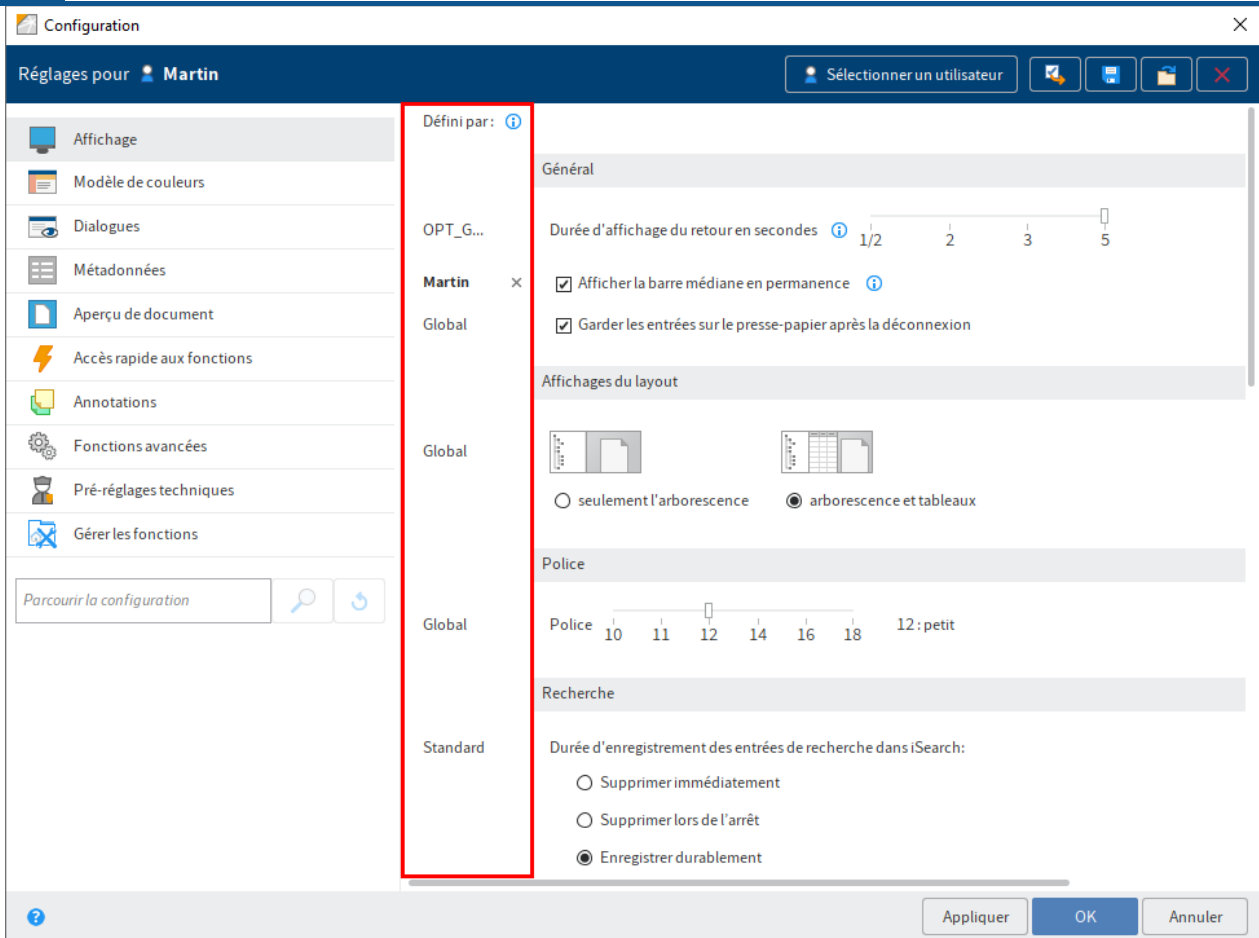 Configuration
Réglages pour Martin
Sélectionner un utilisateur
Affichage
Modèle de couleurs
Dialogues
Métadonnées
Aperçu de document
Accès rapide aux fonctions
Annotations
Fonctions avancées
Pré-réglages techniques
Gérer les fonctions
Parcourir la configuration
Défini par :
Général
OPT_G... Durée d'affichage du retour en secondes
1/2 2 3 5
Martin Afficher la barre médiane en permanence
Global Garder les entrées sur le presse-papier après la déconnexion
Affichages du layout
Global
seulement l'arborescence arborescence et tableaux
Police
Global Police 12 : petit
10 11 12 14 16 18
Recherche
Standard Durée d'enregistrement des entrées de recherche dans iSearch:
Supprimer immédiatement
Supprimer lors de l'arrêt
Enregistrer durablement
Appliquer OK Annuler